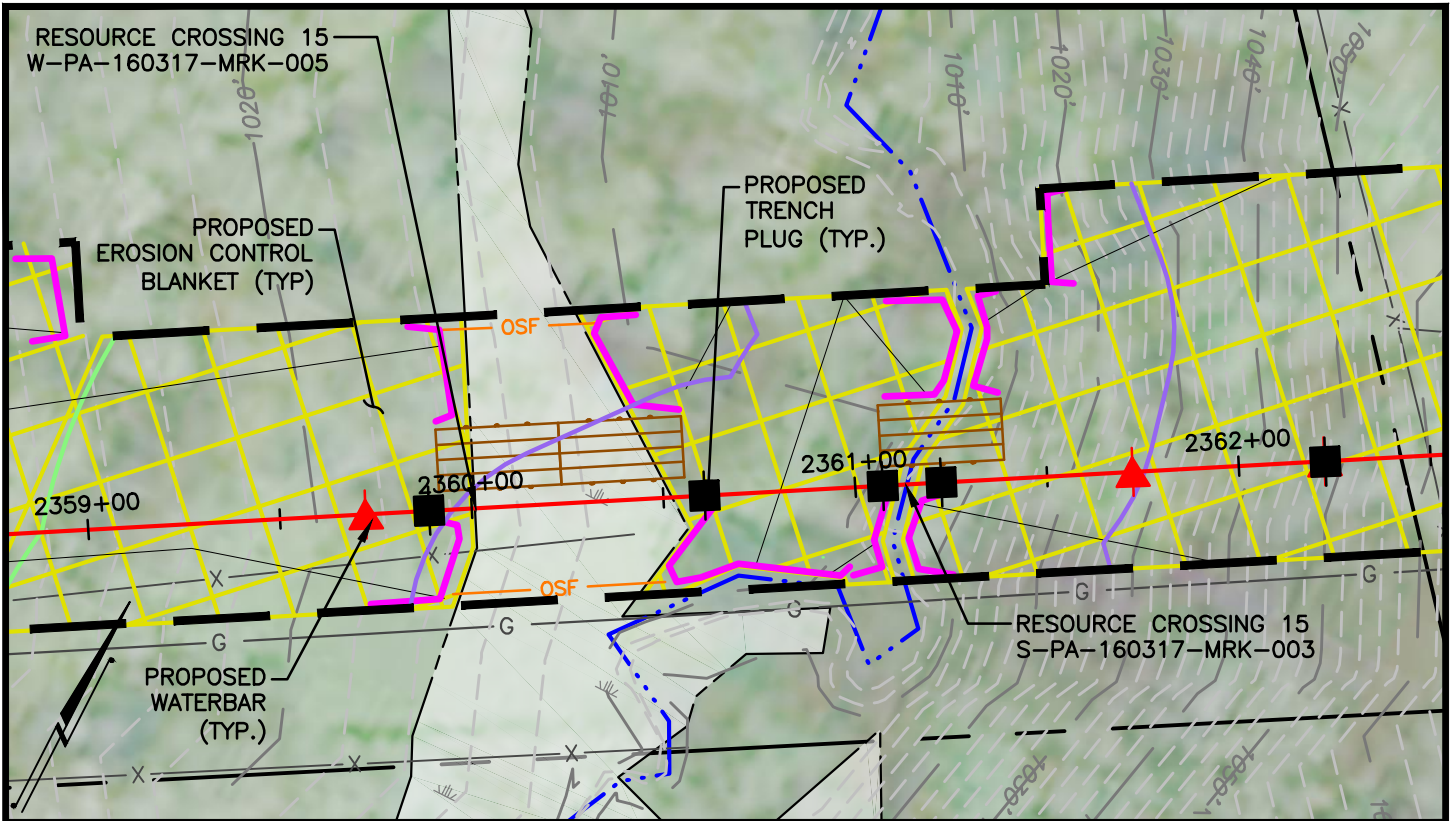 RESOURCE CROSSING 15
W-PA-160317-MRK-005
1020'
1010'
1010'
1020'
1030'
1040'
1050'
X
PROPOSED
TRENCH
PLUG (TYP.)
PROPOSED
EROSION CONTROL
BLANKET (TYP)
OSF
X
2359+00
2360+00
2361+00
2362+00
X
X
OSF
G
G
G
G
G
RESOURCE CROSSING 15
S-PA-160317-MRK-003
PROPOSED
WATERBAR
(TYP.)
X
X
X
1030'
1050'